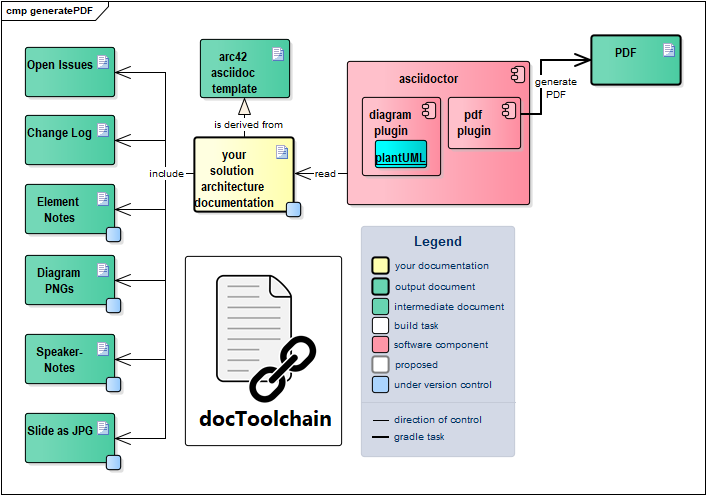 cmp generatePDF
Open Issues
Change Log
Element
Notes
Diagram
PNGs
Speaker-
Notes
Slide as JPG
include
arc42
asciidoc
template
is derived from
your
solution
architecture
documentation
read
asciidoctor
diagram
plugin
plantUML
pdf
plugin
generate
PDF
PDF
docToolchain
Legend
your documentation
output document
intermediate document
build task
software component
proposed
under version control
direction of control
gradle task